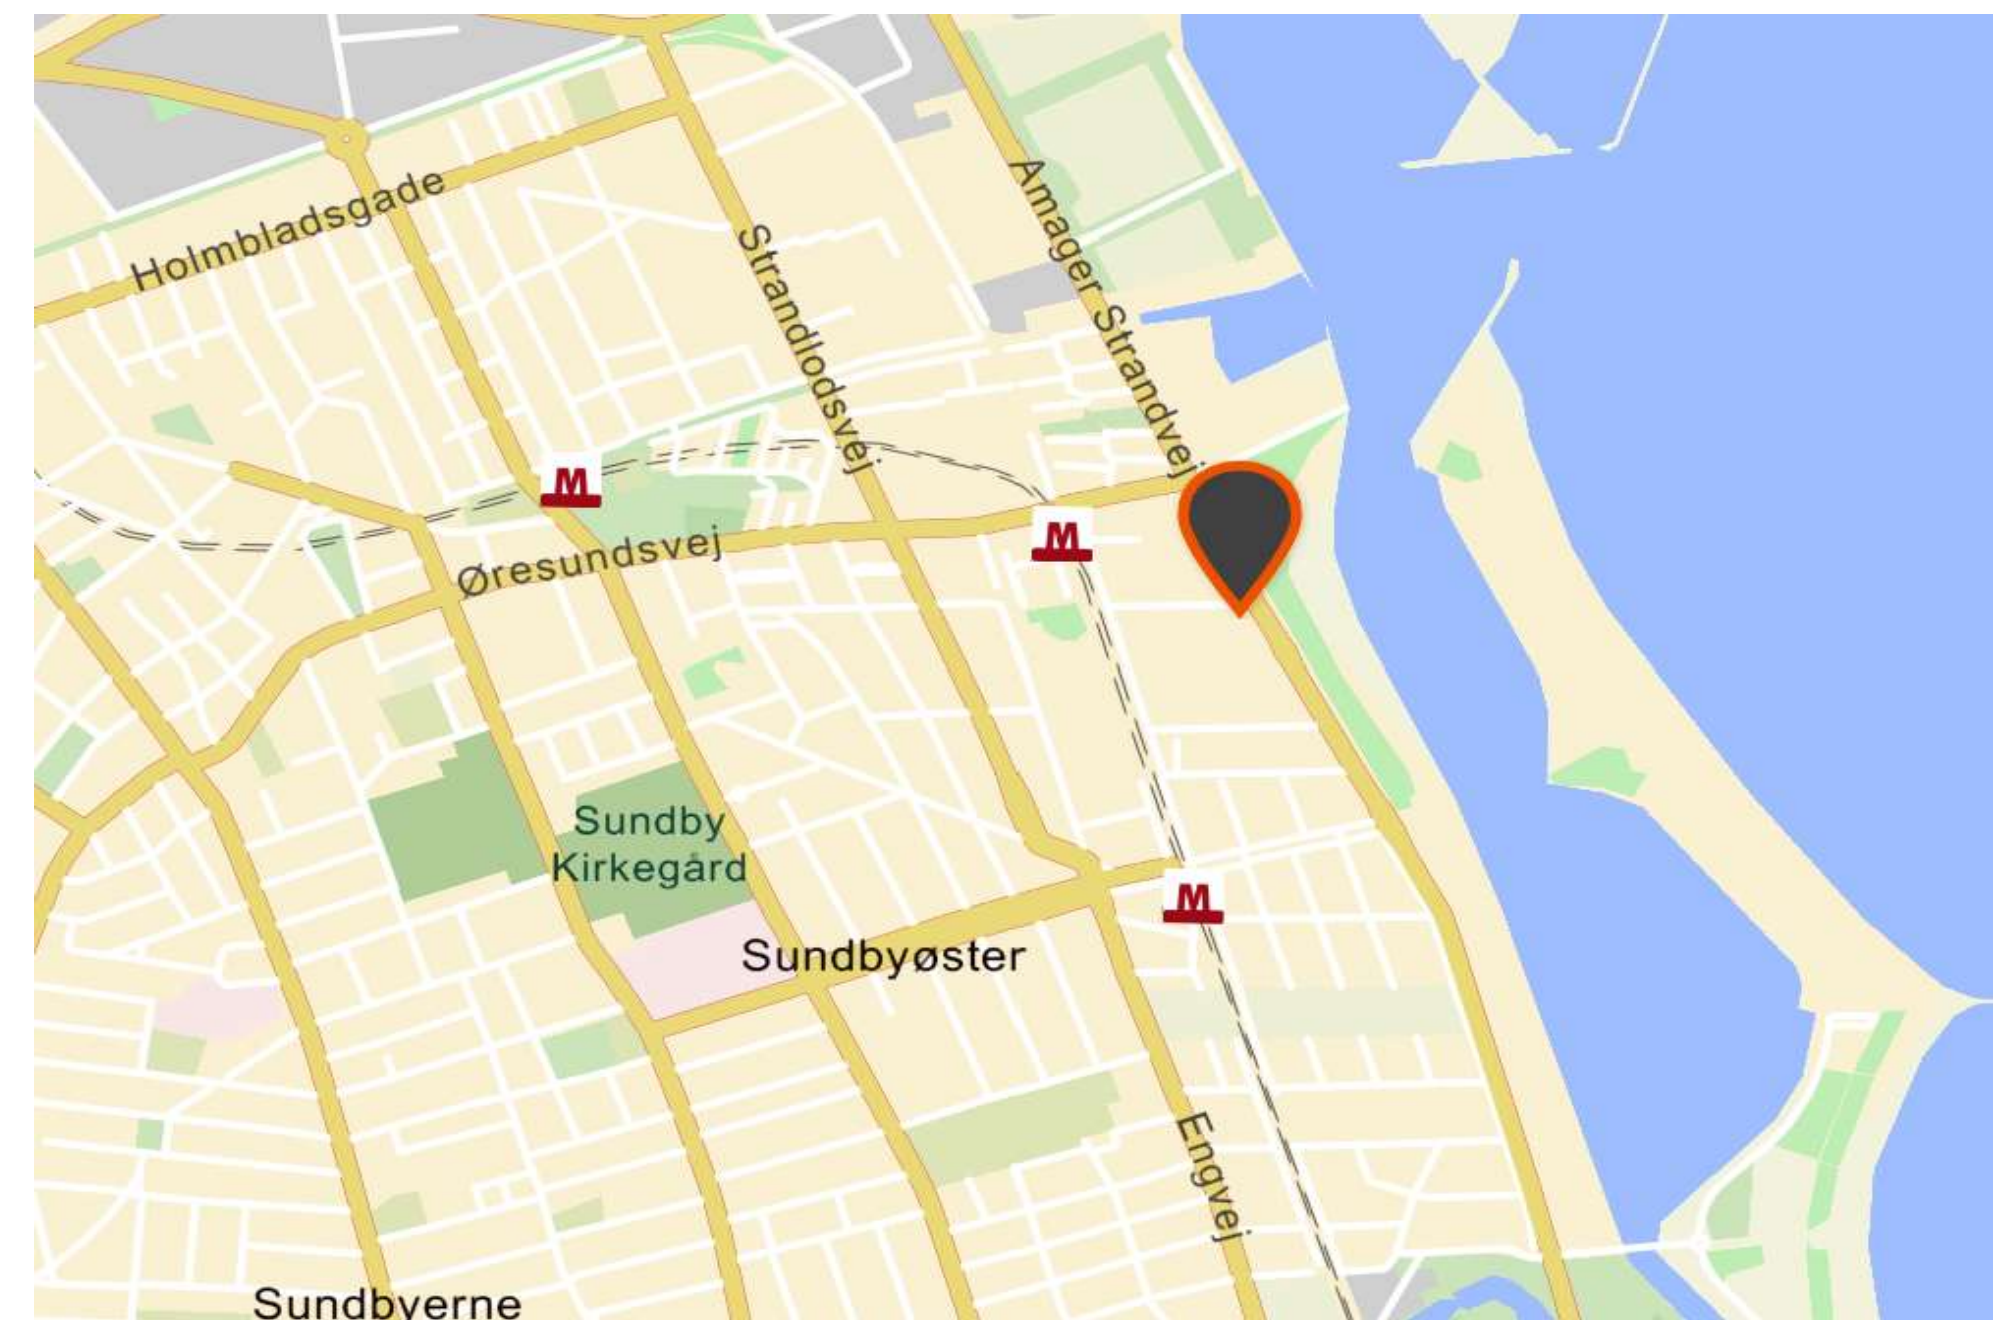 Holmbladsgade
Strandlodsvej
Amager Strandvej
M
Øresundsvej
M
Sundby
Kirkegård
M
Sundbyøster
Engvej
Sundbyerne